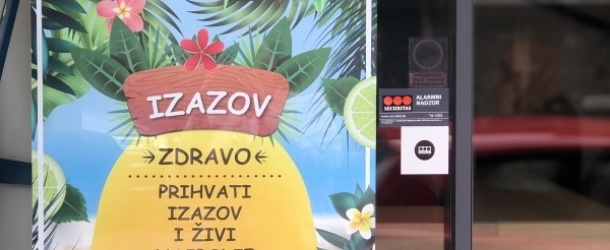 IZAZOV
ZDRAVO
PRIHVATI
IZAZOV
I ŽIVI
SECURITAS
ALARMNI
NADZOR